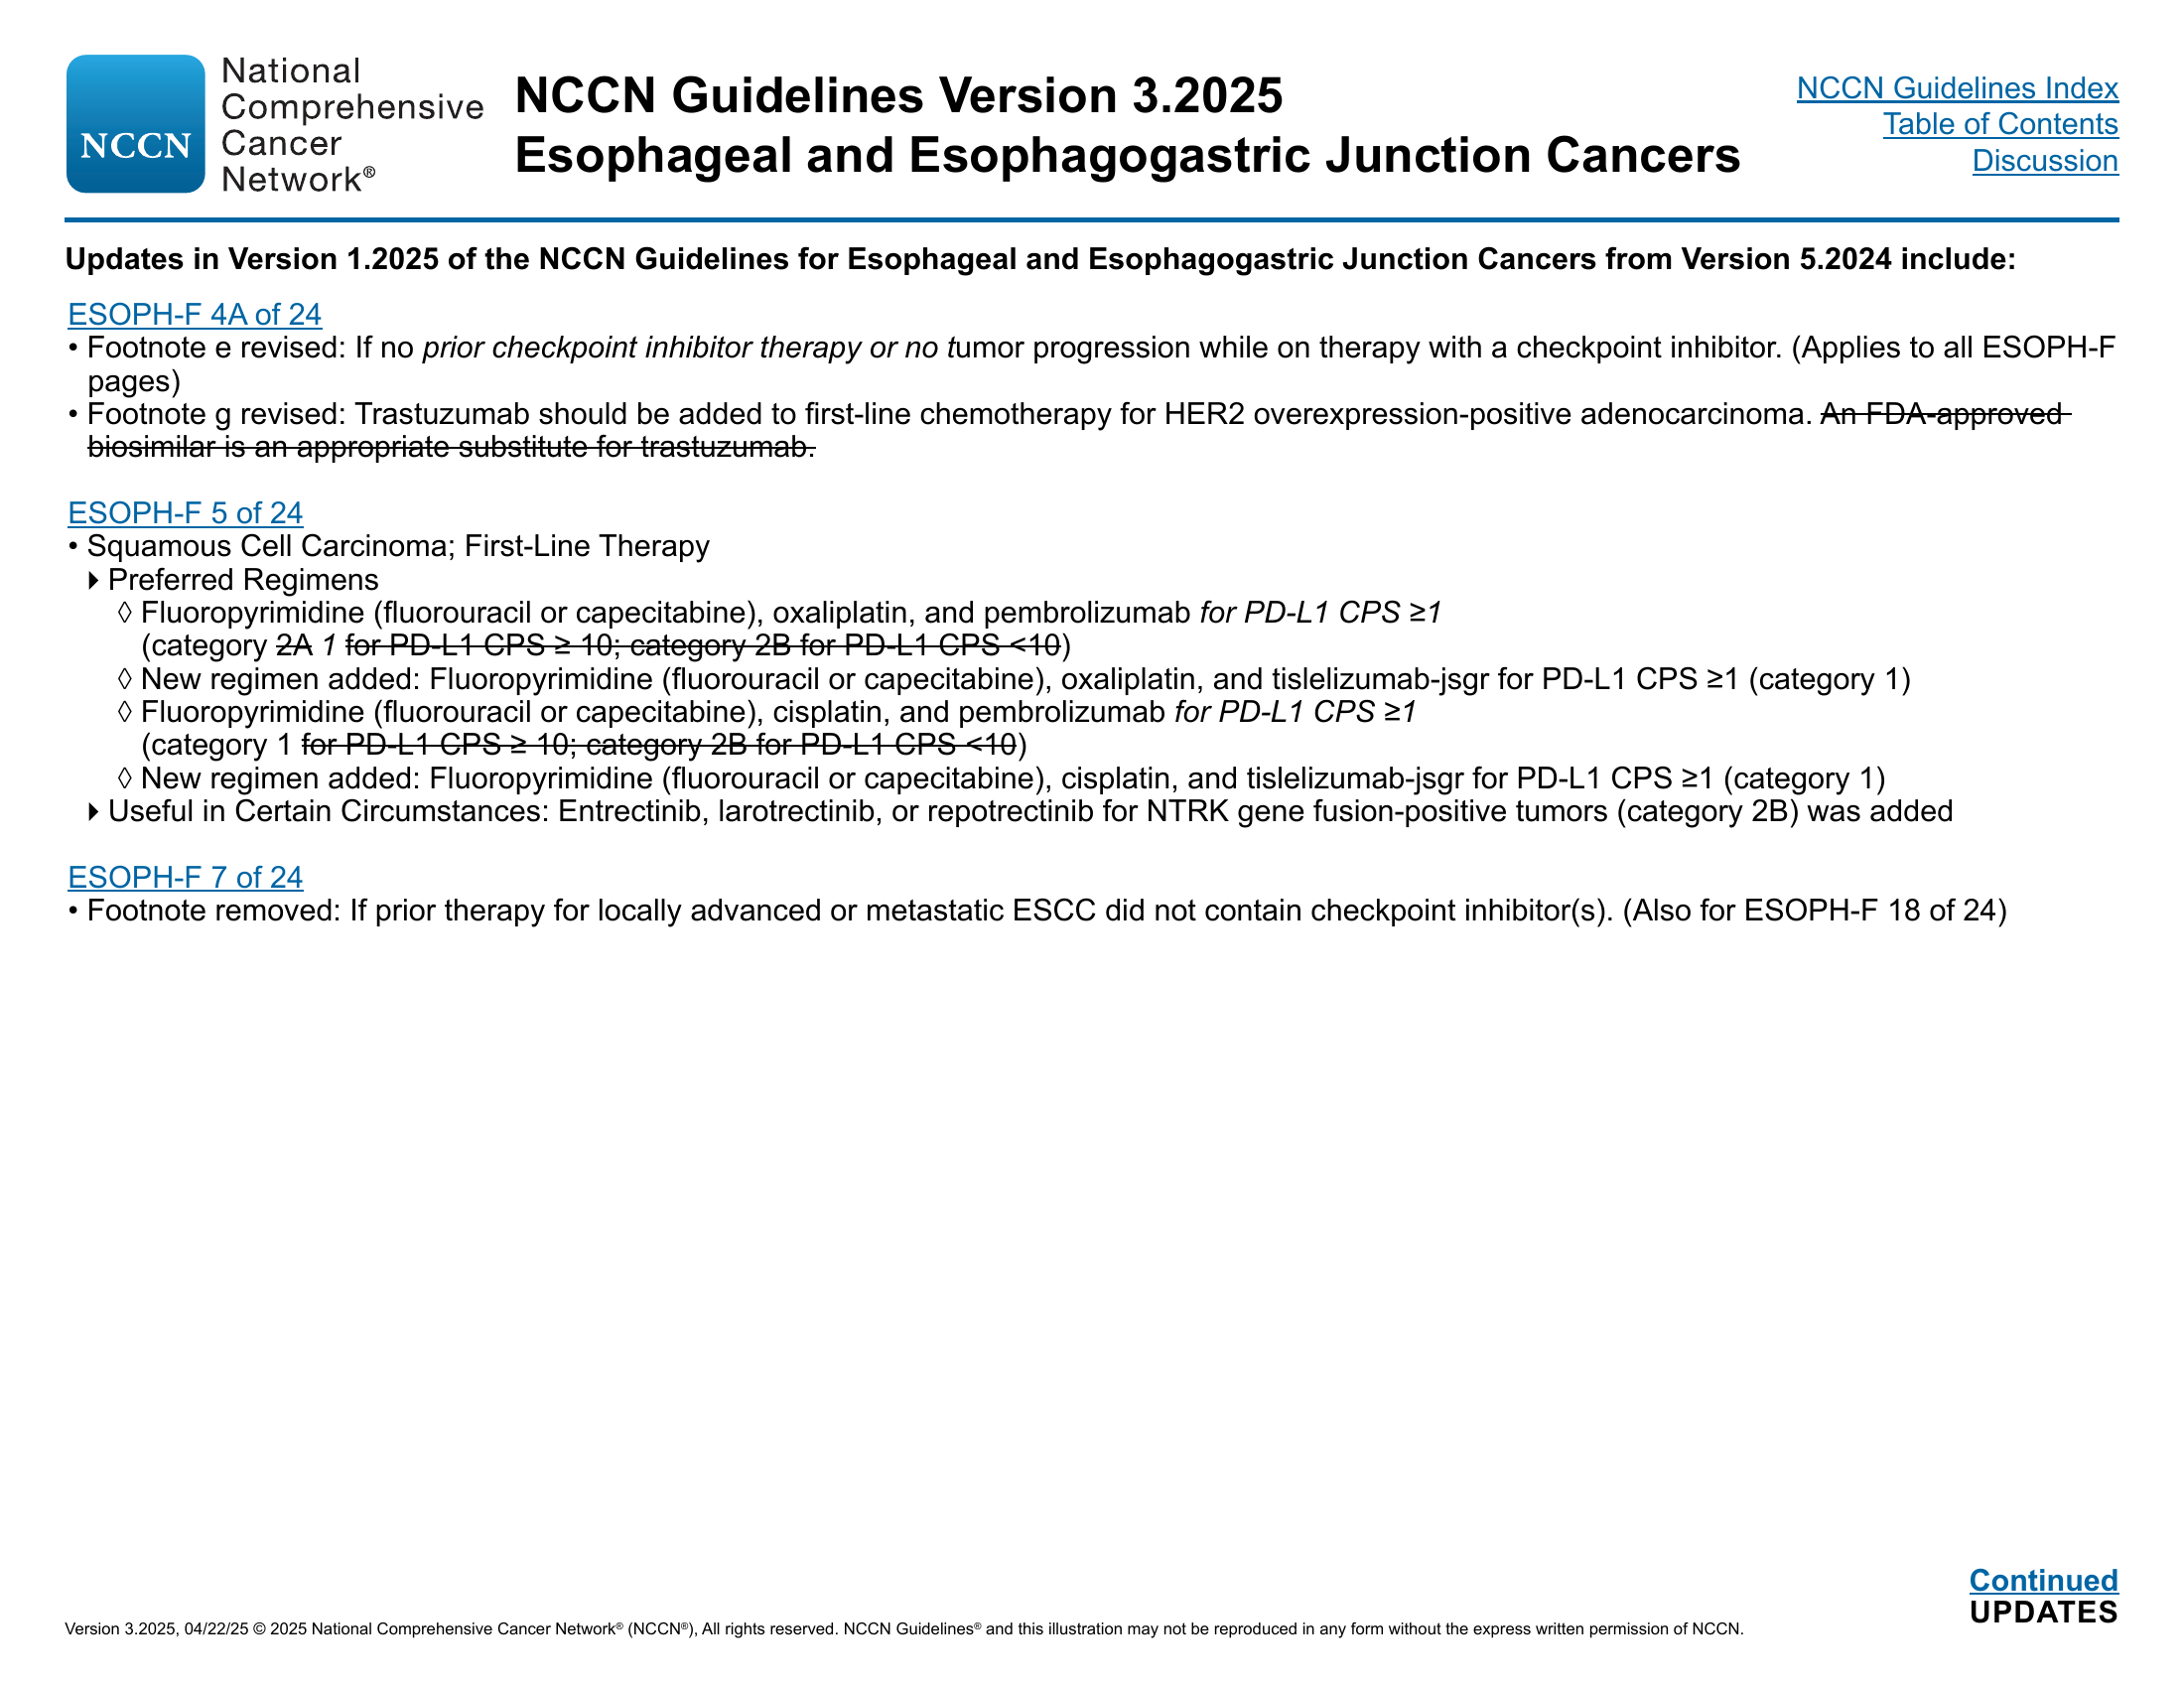 NCCN
National
Comprehensive
Cancer
Network®
NCCN Guidelines Version 3.2025
Esophageal and Esophagogastric Junction Cancers
NCCN Guidelines Index
Table of Contents
Discussion
Updates in Version 1.2025 of the NCCN Guidelines for Esophageal and Esophagogastric Junction Cancers from Version 5.2024 include:
ESOPH-F 4A of 24
• Footnote e revised: If no prior checkpoint inhibitor therapy or no tumor progression while on therapy with a checkpoint inhibitor. (Applies to all ESOPH-F
pages)
• Footnote g revised: Trastuzumab should be added to first-line chemotherapy for HER2 overexpression-positive adenocarcinoma. An FDA-approved
biosimilar is an appropriate substitute for trastuzumab.
ESOPH-F 5 of 24
• Squamous Cell Carcinoma; First-Line Therapy
Preferred Regimens
◊ Fluoropyrimidine (fluorouracil or capecitabine), oxaliplatin, and pembrolizumab for PD-L1 CPS ≥1
(category 2A 1 for PD-L1 CPS ≥ 10; category 2B for PD-L1 CPS <10)
◊ New regimen added: Fluoropyrimidine (fluorouracil or capecitabine), oxaliplatin, and tislelizumab-jsgr for PD-L1 CPS ≥1 (category 1)
◊ Fluoropyrimidine (fluorouracil or capecitabine), cisplatin, and pembrolizumab for PD-L1 CPS ≥1
(category 1 for PD-L1 CPS ≥ 10; category 2B for PD-L1 CPS <10)
◊ New regimen added: Fluoropyrimidine (fluorouracil or capecitabine), cisplatin, and tislelizumab-jsgr for PD-L1 CPS ≥1 (category 1)
Useful in Certain Circumstances: Entrectinib, larotrectinib, or repotrectinib for NTRK gene fusion-positive tumors (category 2B) was added
ESOPH-F 7 of 24
• Footnote removed: If prior therapy for locally advanced or metastatic ESCC did not contain checkpoint inhibitor(s). (Also for ESOPH-F 18 of 24)
Continued
UPDATES
Version 3.2025, 04/22/25 © 2025 National Comprehensive Cancer Network® (NCCN®), All rights reserved. NCCN Guidelines® and this illustration may not be reproduced in any form without the express written permission of NCCN.